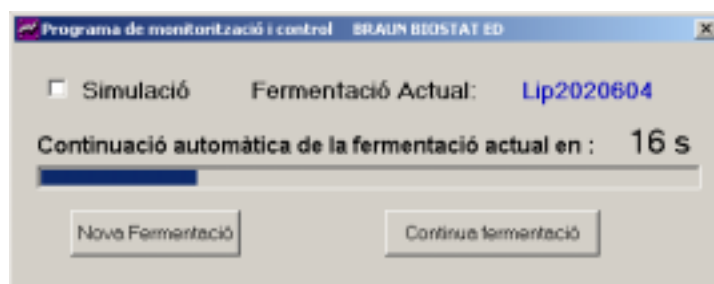 Programa de monitorització i control BRAUN BIOSTAT ED
Simulació Fermentació Actual: Lip2020604
Continuació automàtica de la fermentació actual en : 16 s
Nova Fermentació Continua fermentació